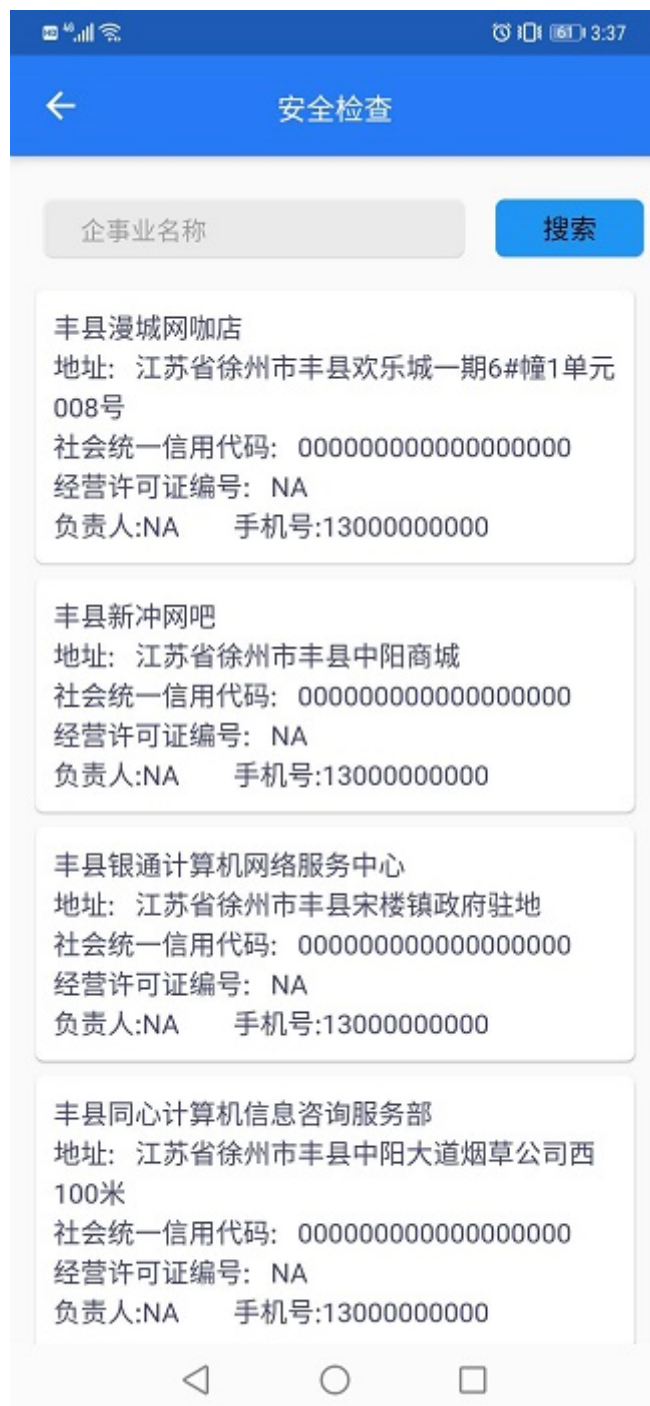 HD 4G 61 3:37
安全检查
企事业名称 搜索
丰县漫城网咖店
地址: 江苏省徐州市丰县欢乐城一期6#幢1单元
008号
社会统一信用代码: 000000000000000000
经营许可证编号: NA
负责人:NA 手机号:13000000000
丰县新冲网吧
地址: 江苏省徐州市丰县中阳商城
社会统一信用代码: 000000000000000000
经营许可证编号: NA
负责人:NA 手机号:13000000000
丰县银通计算机网络服务中心
地址: 江苏省徐州市丰县宋楼镇政府驻地
社会统一信用代码: 000000000000000000
经营许可证编号: NA
负责人:NA 手机号:13000000000
丰县同心计算机信息咨询服务部
地址: 江苏省徐州市丰县中阳大道烟草公司西
100米
社会统一信用代码: 000000000000000000
经营许可证编号: NA
负责人:NA 手机号:13000000000